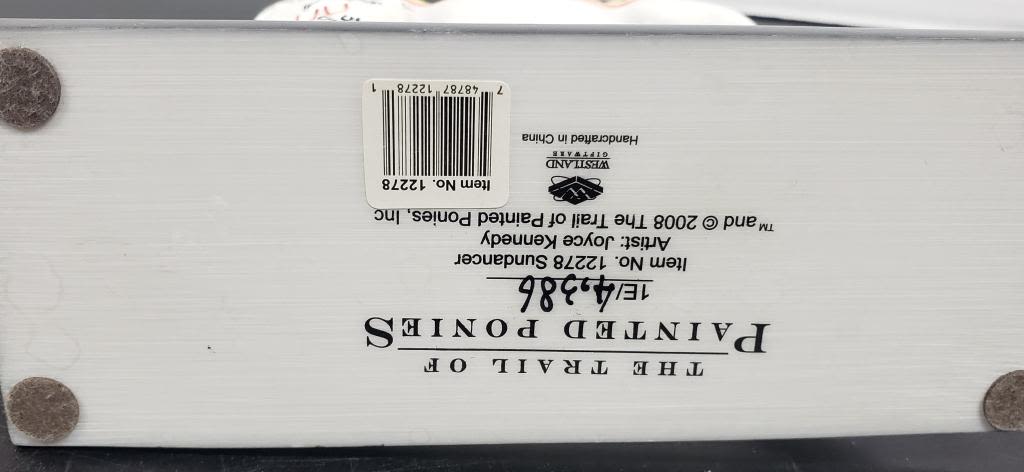 THE TRAIL OF
PAINTED PONIES
1E/4,386
Item No. 12278 Sundancer
Artist: Joyce Kennedy
™ and © 2008 The Trail of Painted Ponies, Inc
WESTLAND
GIFTWARE
Handcrafted in China
Item No. 12278
7 48787 12278 1